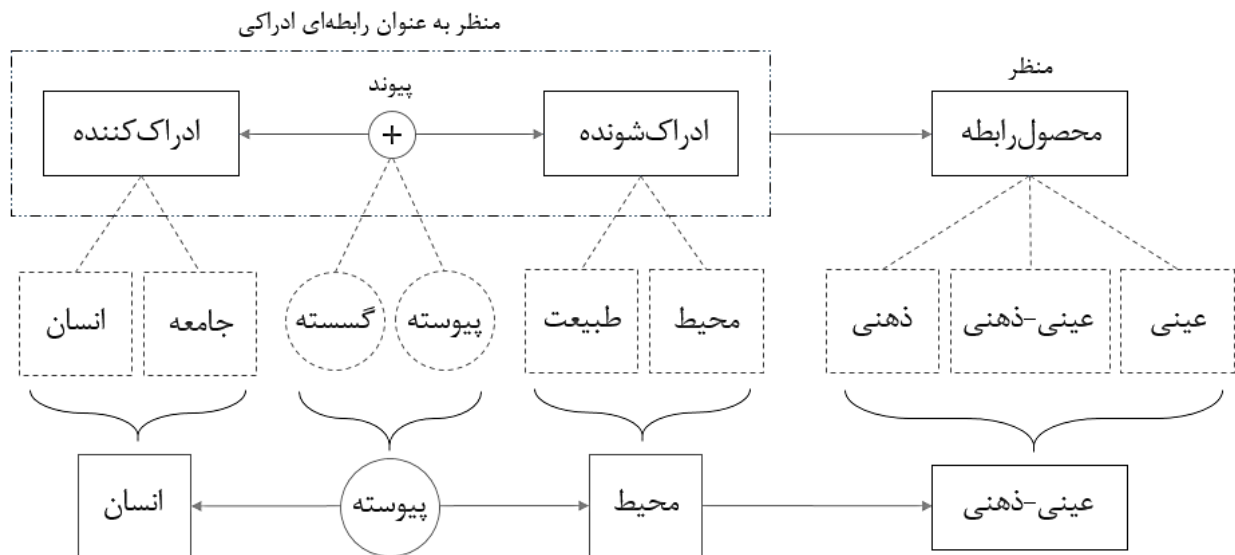 منظر به عنوان رابطه‌ای ادراکی
منظر
پیوند
محصول‌رابطه
ادراک‌شونده
+
ادراک‌کننده
عینی
عینی-ذهنی
ذهنی
محیط
طبیعت
پیوسته
گسسته
جامعه
انسان
عینی-ذهنی
محیط
پیوسته
انسان